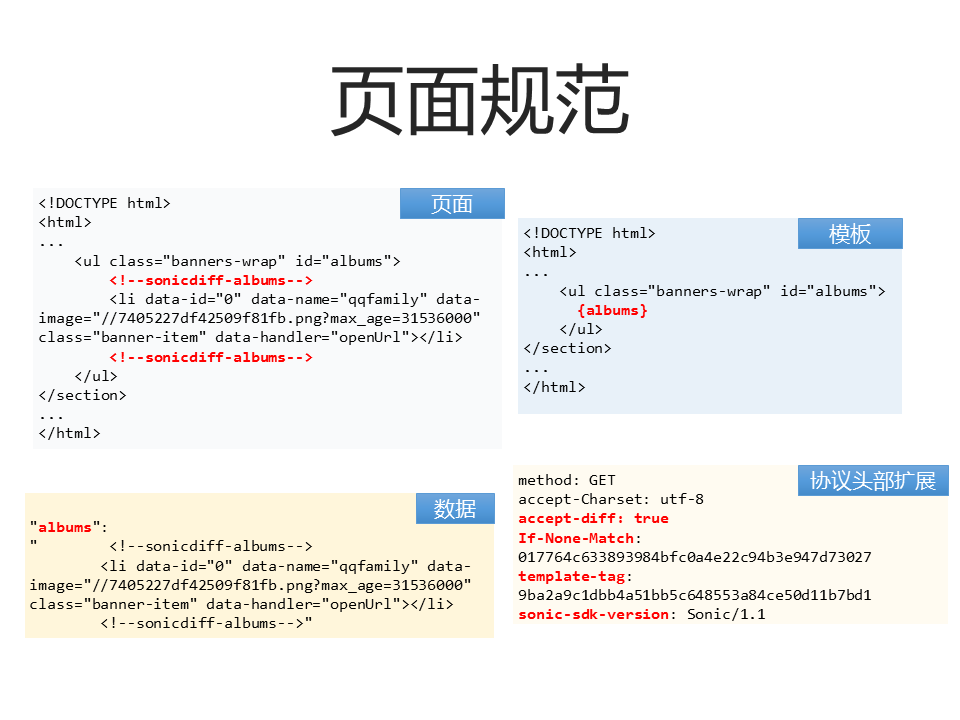 页面规范
页面
<!DOCTYPE html>
<html>
...
<ul class="banners-wrap" id="albums">
<!--sonicdiff-albums-->
<li data-id="0" data-name="qqfamily" data-
image="//7405227df42509f81fb.png?max_age=31536000"
class="banner-item" data-handler="openUrl"></li>
<!--sonicdiff-albums-->
</ul>
</section>
...
</html>
模板
<!DOCTYPE html>
<html>
...
<ul class="banners-wrap" id="albums">
{albums}
</ul>
</section>
...
</html>
数据
"albums":
" <!--sonicdiff-albums-->
<li data-id="0" data-name="qqfamily" data-
image="//7405227df42509f81fb.png?max_age=31536000"
class="banner-item" data-handler="openUrl"></li>
<!--sonicdiff-albums-->"
协议头部扩展
method: GET
accept-Charset: utf-8
accept-diff: true
If-None-Match:
017764c633893984bfc0a4e22c94b3e947d73027
template-tag:
9ba2a9c1dbb4a51bb5c648553a84ce50d11b7bd1
sonic-sdk-version: Sonic/1.1